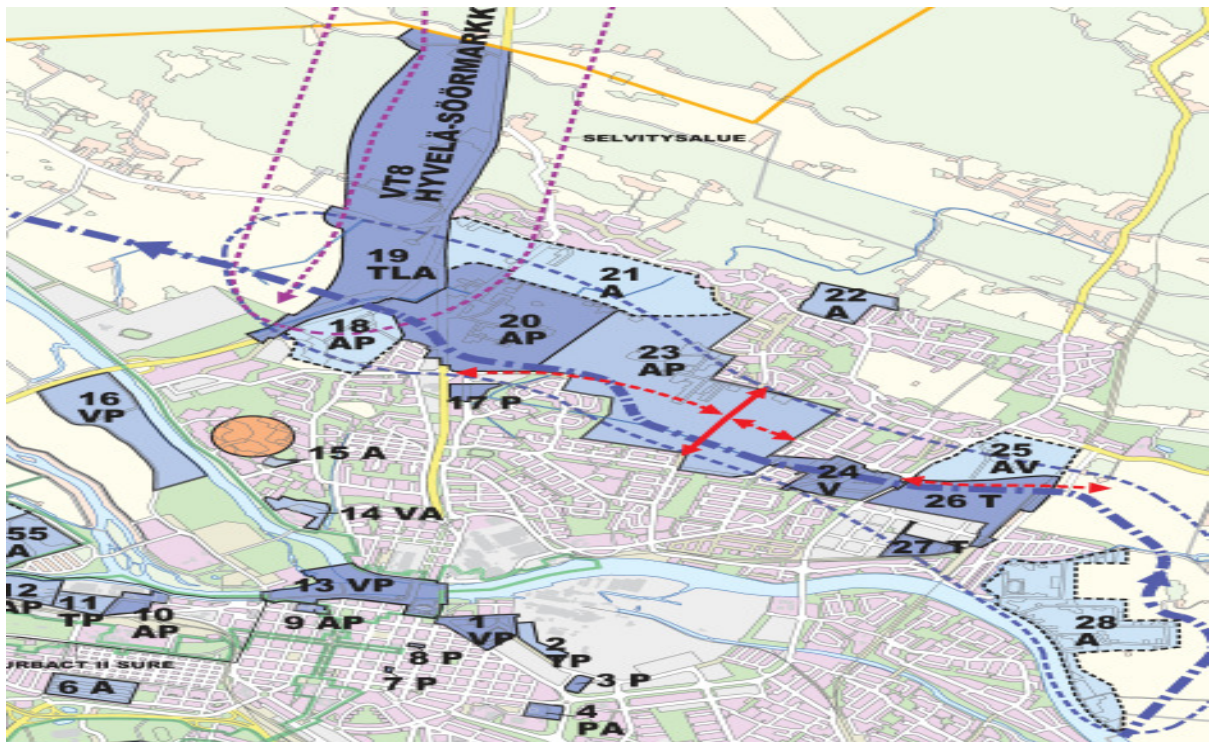 VT8
HYVELÄ-SÖÖRMARKK
SELVITYSALUE
19
TLA
21
A
22
A
18
AP
20
AP
23
AP
16
VP
17 P
15 A
24
V
25
AV
26 T
14 VA
27 T
55
A
13 VP
12
AP
11
TP
10
AP
9 AP
1
VP
2
TP
28
A
8 P
7 P
3 P
URBACT II SURE
6 A
4
PA